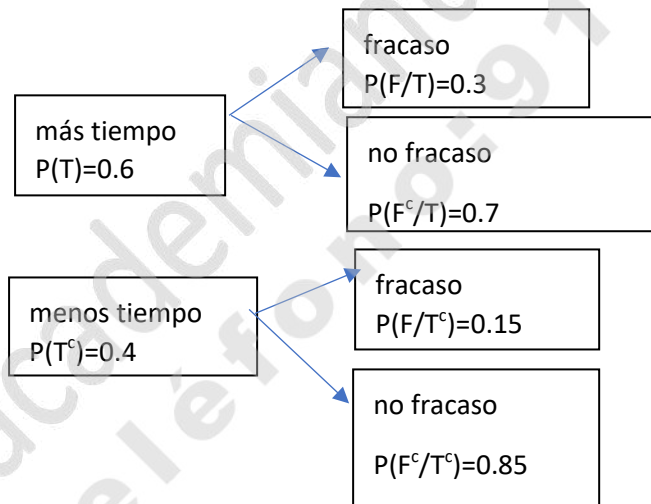 fracaso
P(F/T)=0.3
más tiempo
P(T)=0.6
no fracaso
P(Fᶜ/T)=0.7
menos tiempo
P(Tᶜ)=0.4
fracaso
P(F/Tᶜ)=0.15
no fracaso
P(Fᶜ/Tᶜ)=0.85